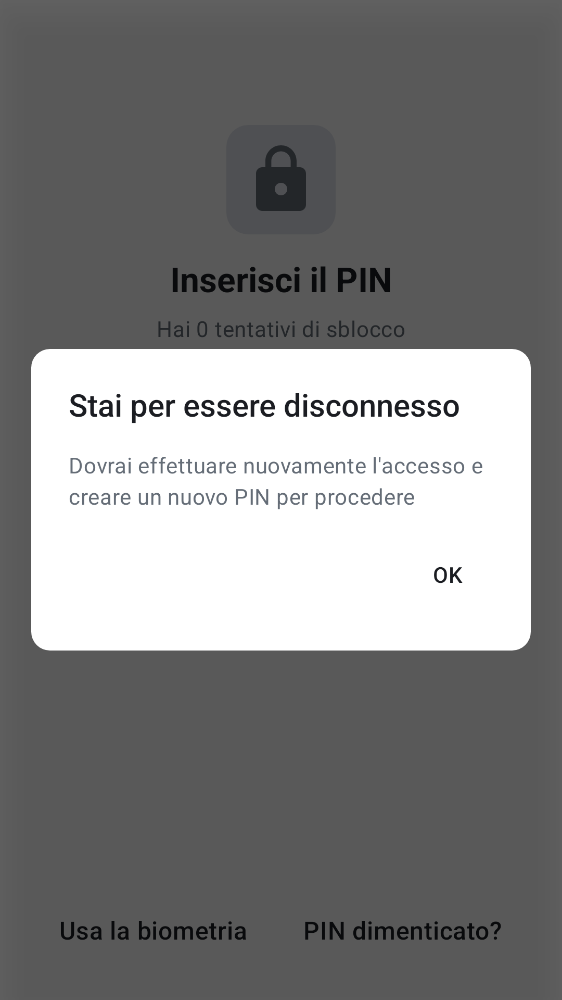 Inserisci il PIN
Hai 0 tentativi di sblocco
Stai per essere disconnesso
Dovrai effettuare nuovamente l'accesso e
creare un nuovo PIN per procedere
OK
Usa la biometria
PIN dimenticato?